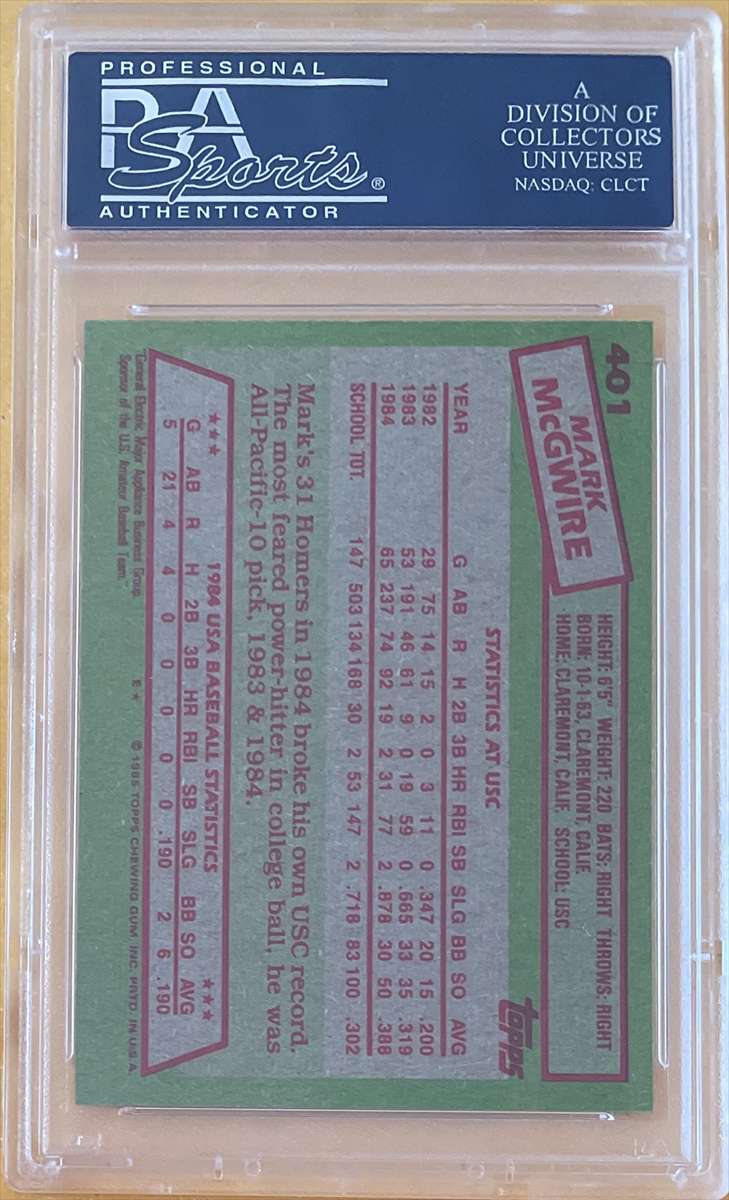 PROFESSIONAL
PSA
Sports®
AUTHENTICATOR
A
DIVISION OF
COLLECTORS
UNIVERSE
NASDAQ: CLCT
401
MARK
McGWIRE
HEIGHT: 6'5" WEIGHT: 220 BATS: RIGHT THROWS: RIGHT
BORN: 10-1-63, CLAREMONT, CALIF.
HOME: CLAREMONT, CALIF. SCHOOL: USC
topps
STATISTICS AT USC
YEAR G AB R H 2B 3B HR RBI SB SLG BB SO AVG
1982 29 75 14 15 2 0 3 11 0 .347 20 15 .200
1983 53 191 46 61 9 0 19 59 0 .665 33 35 .319
1984 65 237 74 92 19 2 31 77 2 .878 30 50 .388
SCHOOL TOT. 147 503 134 168 30 2 53 147 2 .718 83 100 .302
Mark's 31 Homers in 1984 broke his own USC record.
The most feared power-hitter in college ball, he was
All-Pacific-10 pick, 1983 & 1984.
★★★ 1984 USA BASEBALL STATISTICS ★★★
G AB R H 2B 3B HR RBI SB SLG BB SO AVG
5 21 4 4 0 0 0 0 0 .190 2 6 .190
"General Electric Major Appliance Business Group.
Sponsor of the U.S. Amateur Baseball Team."
E★ © 1985 TOPPS CHEWING GUM, INC. PRTD. IN U.S.A.